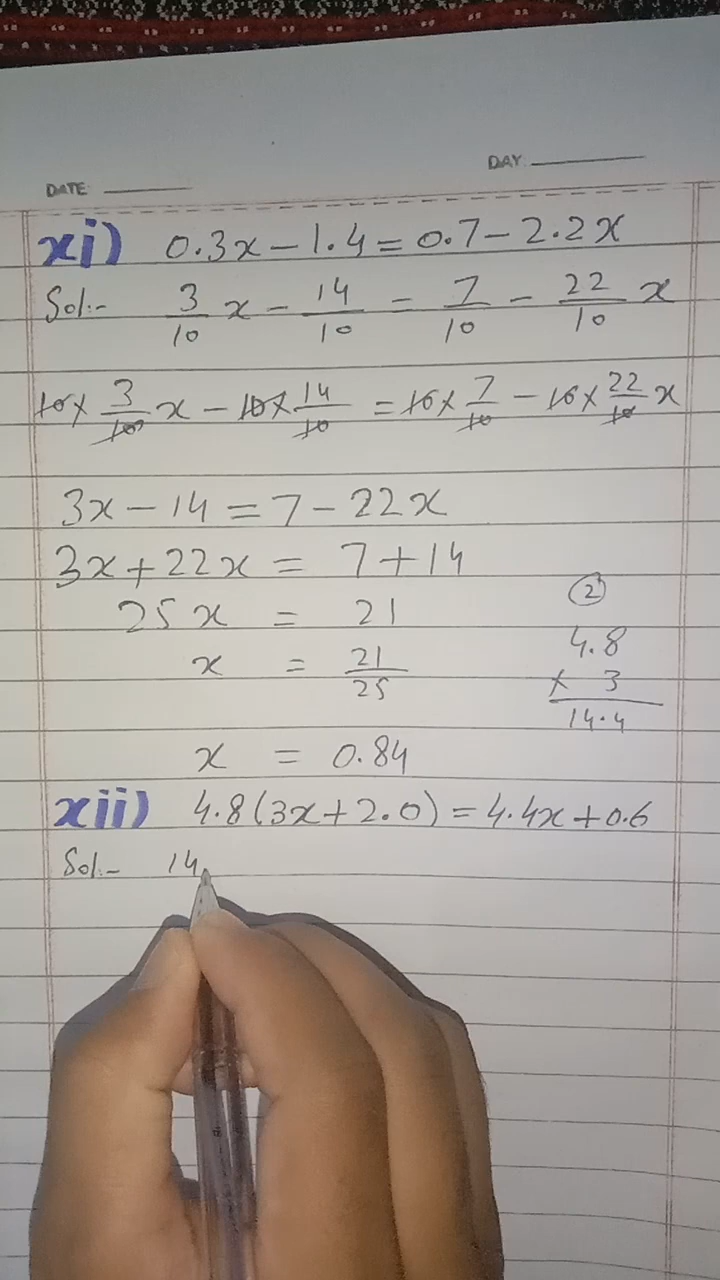 DATE: DAY:
xi) 0.3x - 1.4 = 0.7 - 2.2x
Sol:- 3/10 x - 14/10 = 7/10 - 22/10 x
10 × 3/10 x - 10 × 14/10 = 10 × 7/10 - 10 × 22/10 x
3x - 14 = 7 - 22x
3x + 22x = 7 + 14
25x = 21
x = 21/25
x = 0.84
2
4.8
× 3
14.4
xii) 4.8(3x + 2.0) = 4.4x + 0.6
Sol:- 14.